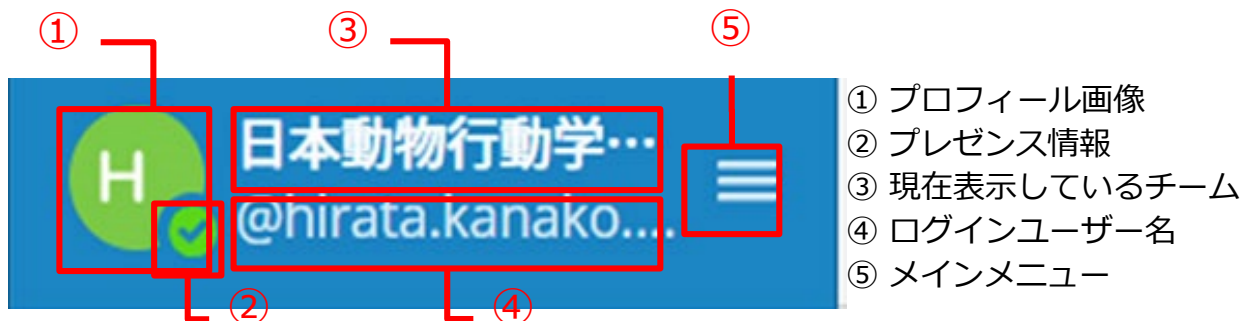 ① ③ ⑤
H 日本動物行動学…
@hirata.kanako....
② ④
① プロフィール画像
② プレゼンス情報
③ 現在表示しているチーム
④ ログインユーザー名
⑤ メインメニュー